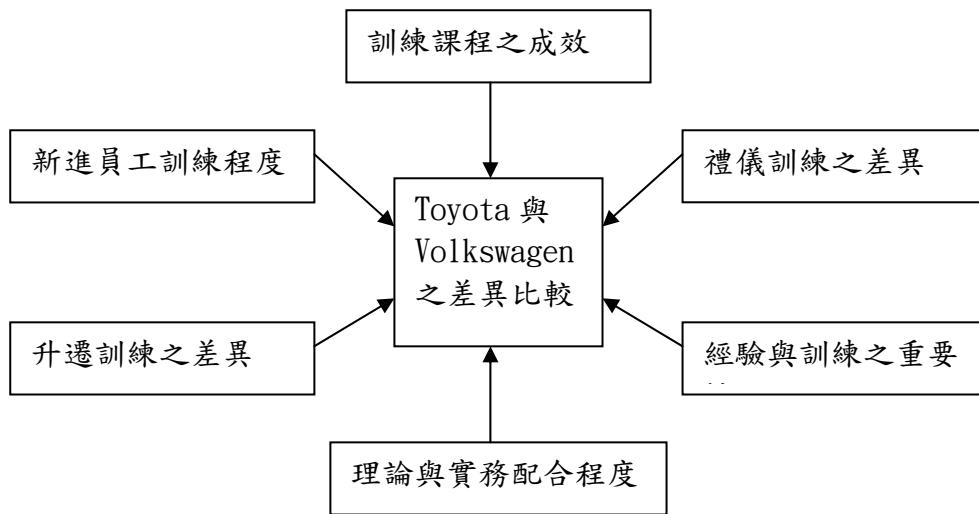 訓練課程之成效
新進員工訓練程度
禮儀訓練之差異
Toyota 與
Volkswagen
之差異比較
升遷訓練之差異
經驗與訓練之重要
理論與實務配合程度